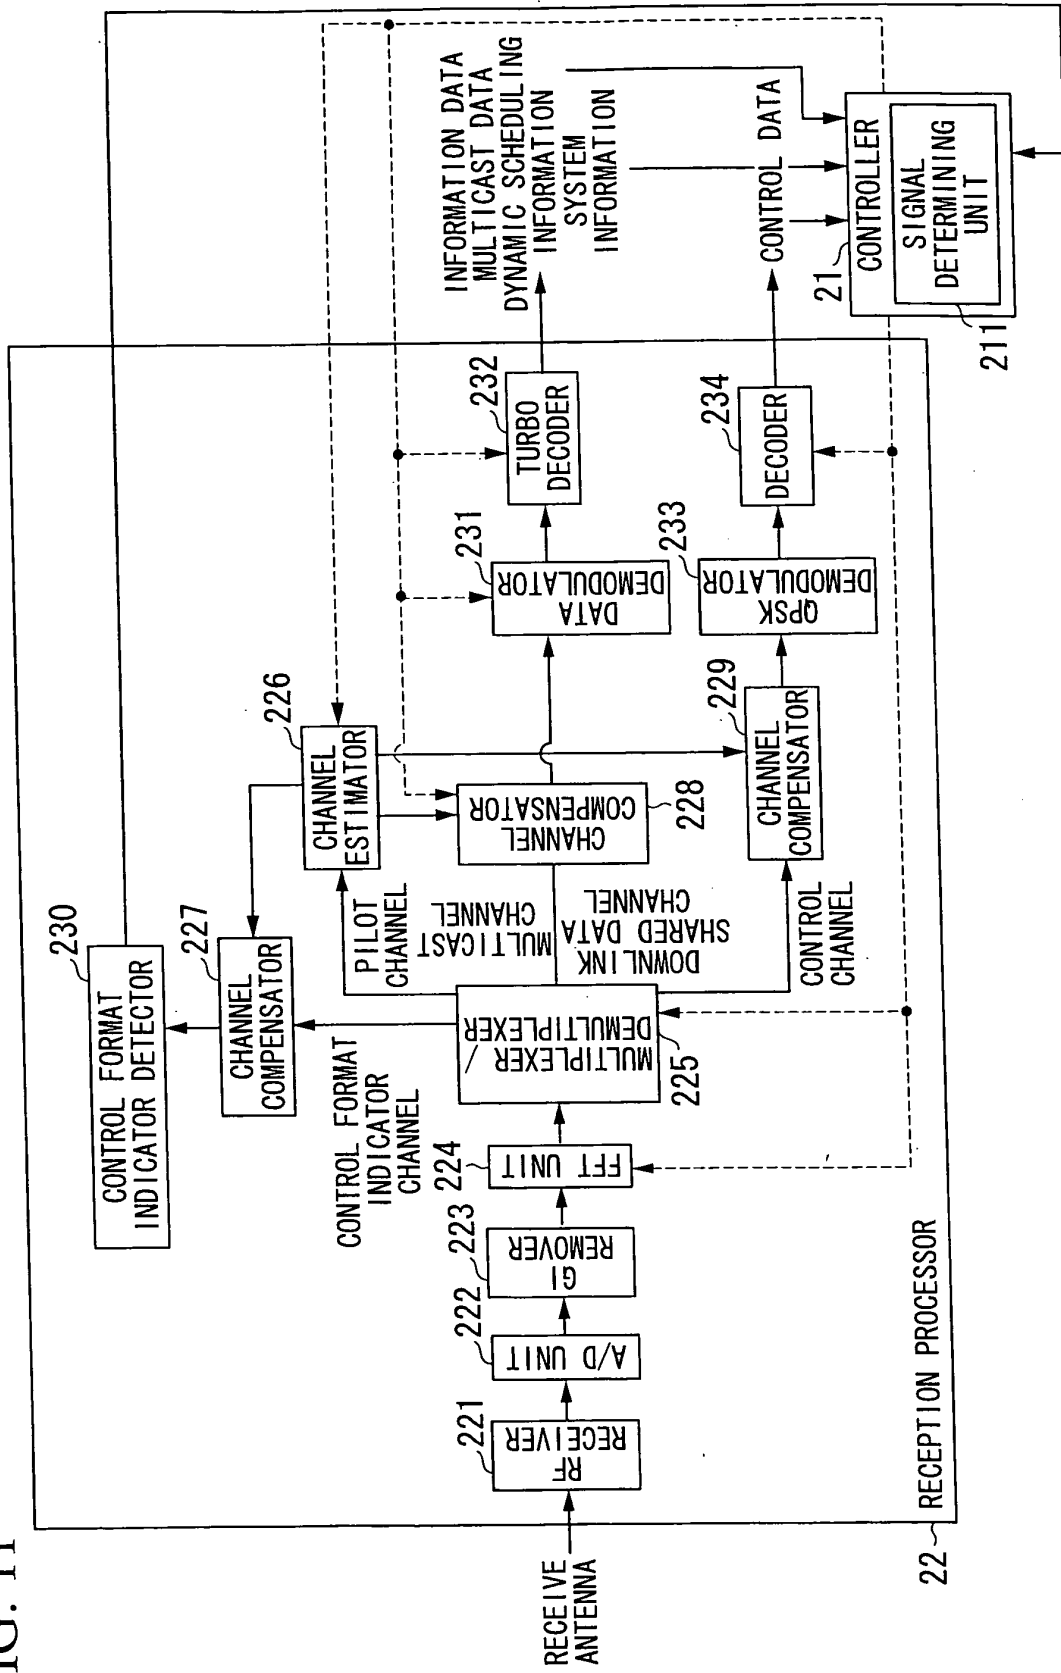 IG. 11
RECEIVE
ANTENNA
22
RECEPTION PROCESSOR
221
RF
RECEIVER
222
A/D UNIT
223
GI
REMOVER
224
FFT UNIT
225
MULTIPLEXER/
DEMULTIPLEXER
CONTROL FORMAT
INDICATOR
CHANNEL
PILOT
CHANNEL
MULTICAST
CHANNEL
DOWNLINK
SHARED DATA
CHANNEL
CONTROL
CHANNEL
230
CONTROL FORMAT
INDICATOR DETECTOR
227
CHANNEL
COMPENSATOR
226
CHANNEL
ESTIMATOR
CHANNEL
COMPENSATOR
228
229
CHANNEL
COMPENSATOR
231
DATA
DEMODULATOR
232
TURBO
DECODER
233
QPSK
DEMODULATOR
234
DECODER
INFORMATION DATA
MULTICAST DATA
DYNAMIC SCHEDULING
INFORMATION
SYSTEM
INFORMATION
CONTROL DATA
21
CONTROLLER
SIGNAL
DETERMINING
UNIT
211